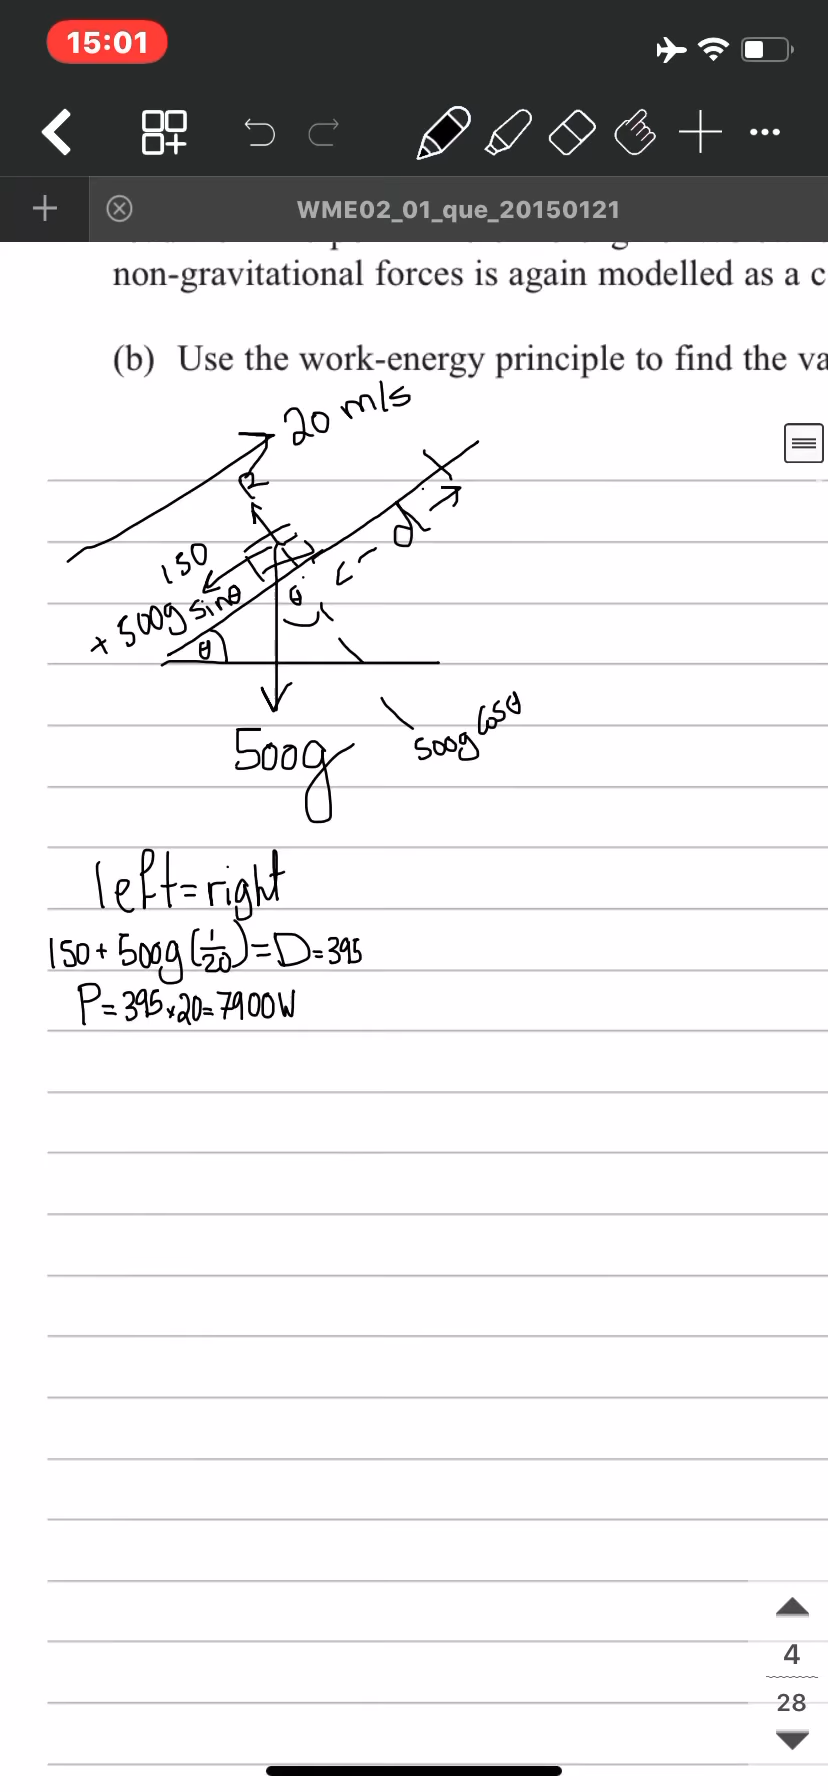 15:01
WME02_01_que_20150121
non-gravitational forces is again modelled as a c
(b) Use the work-energy principle to find the va
20 m/s
R
150
d
+ 500g sinθ
θ
θ
500g cosθ
500g
left=right
150+500g(1/20)=D=395
P=395×20=7900W
4
28